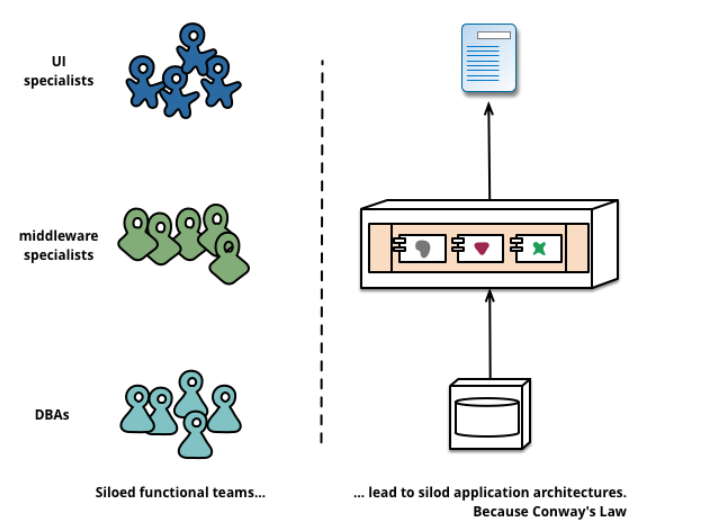 UI
specialists
middleware
specialists
DBAs
Siloed functional teams...
... lead to silod application architectures.
Because Conway's Law